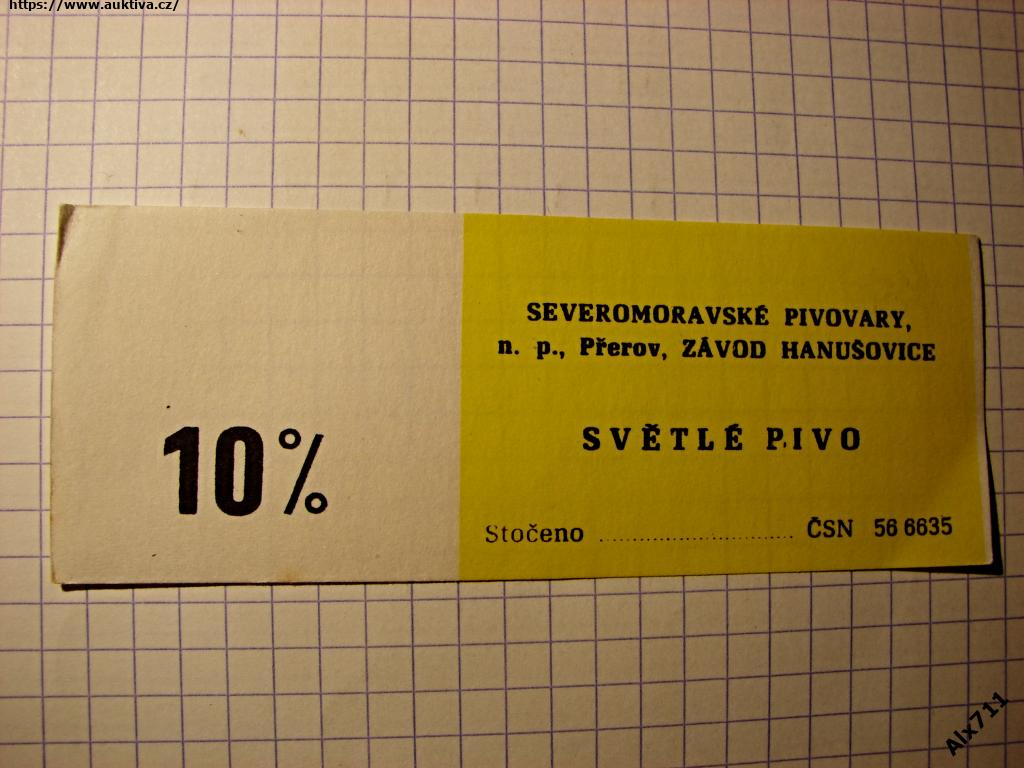 https://www.auktiva.cz/
SEVEROMORAVSKÉ PIVOVARY,
n. p., Přerov, ZÁVOD HANUŠOVICE
SVĚTLÉ PIVO
10%
Stočeno .............................. ČSN 56 6635
Alx711